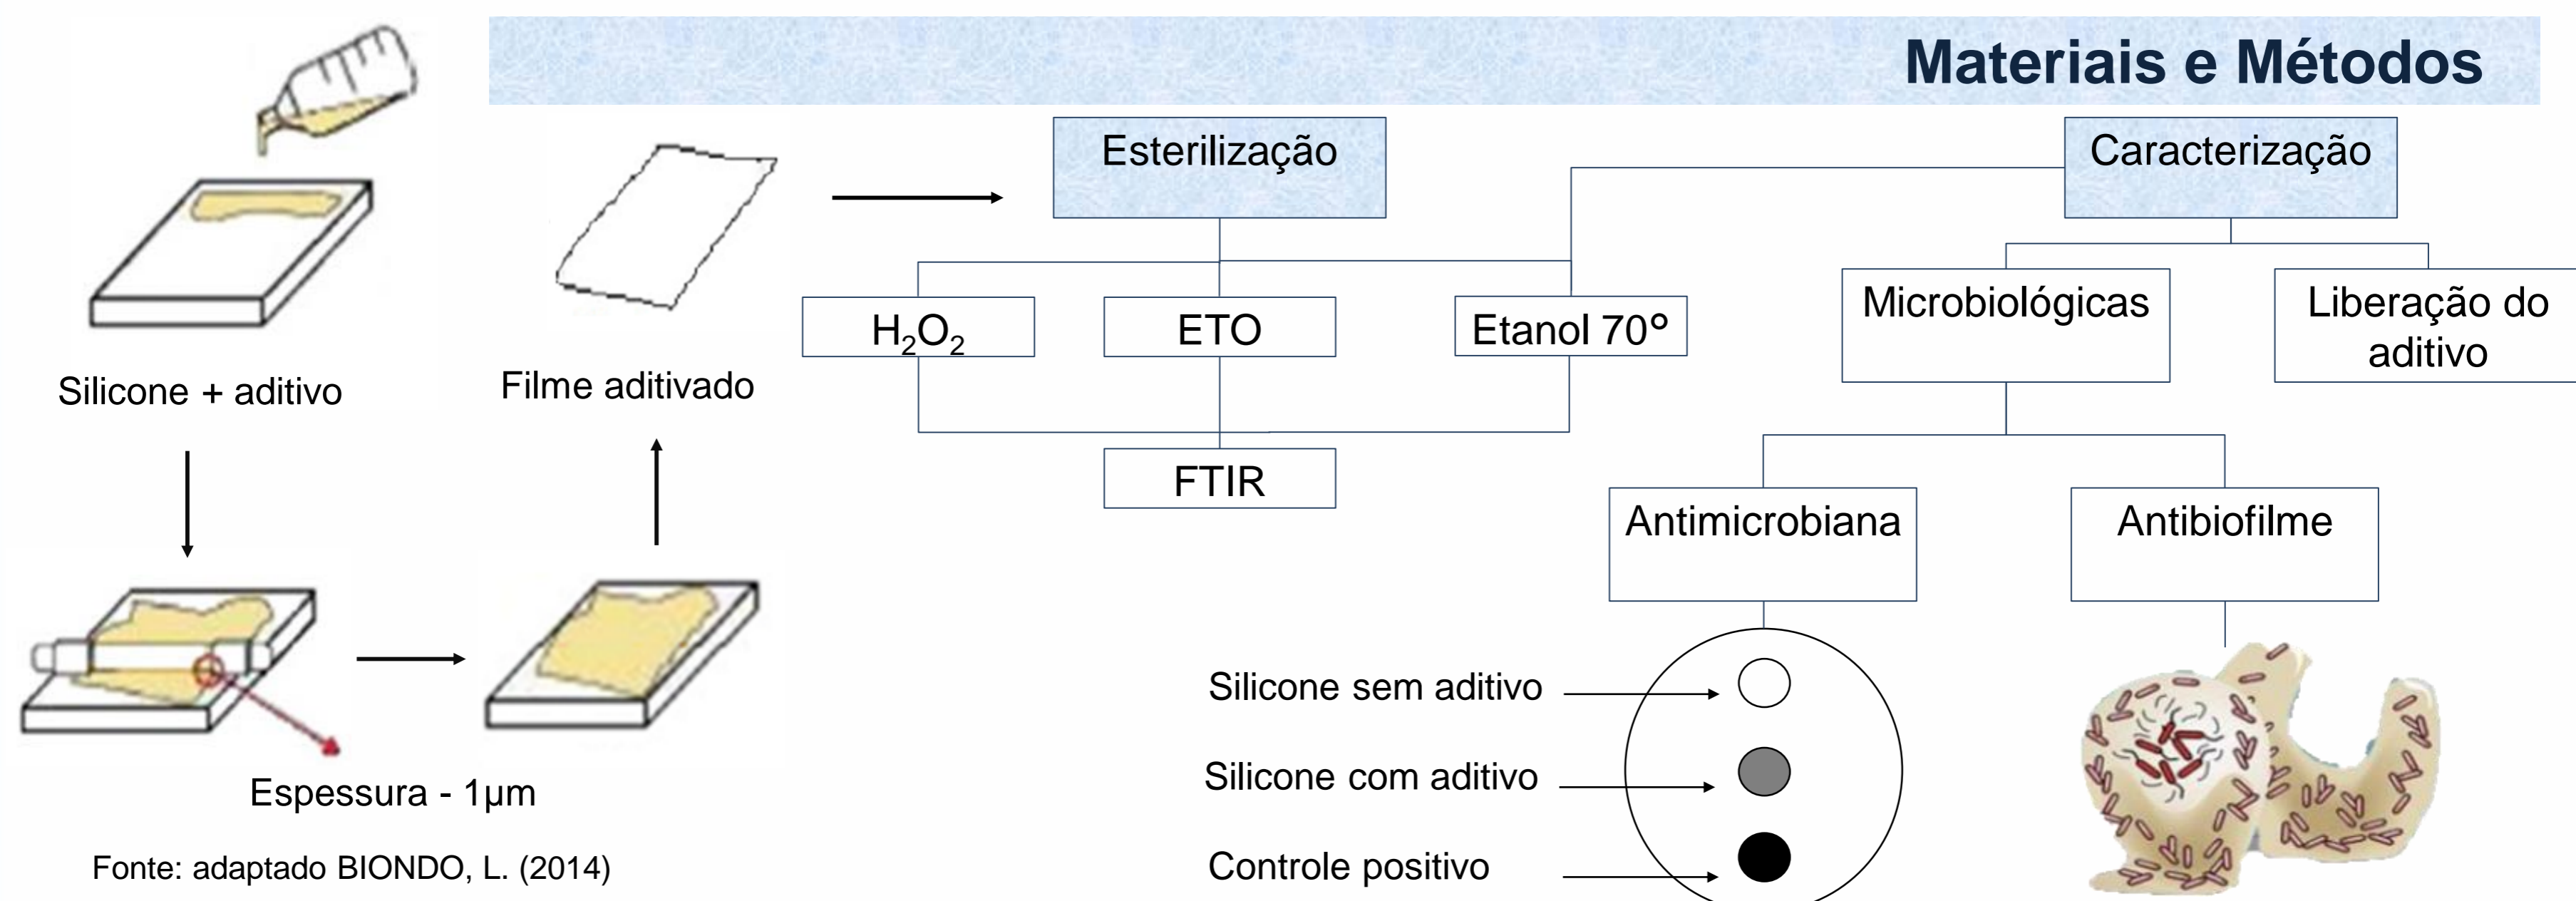 Materiais e Métodos
Silicone + aditivo
Filme aditivado
Espessura - 1µm
Fonte: adaptado BIONDO, L. (2014)
Esterilização
H₂O₂
ETO
Etanol 70°
FTIR
Caracterização
Microbiológicas
Liberação do
aditivo
Antimicrobiana
Antibiofilme
Silicone sem aditivo
Silicone com aditivo
Controle positivo